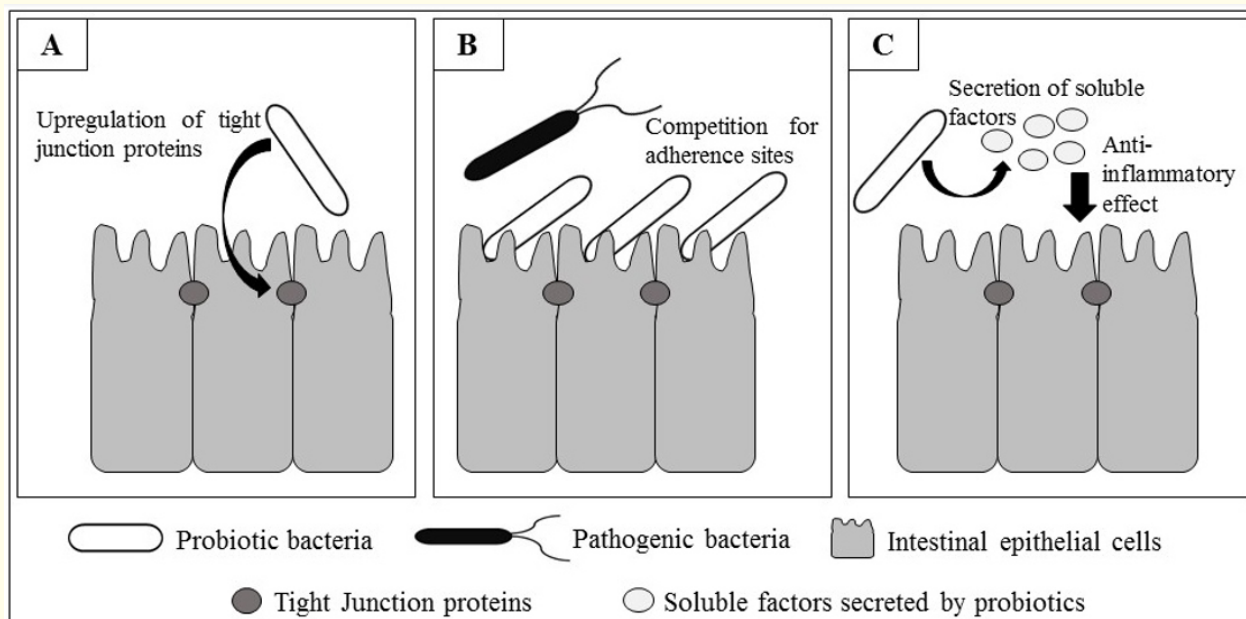 A
Upregulation of tight
junction proteins
B
Competition for
adherence sites
C
Secretion of soluble
factors
Anti-
inflammatory
effect
Probiotic bacteria
Pathogenic bacteria
Intestinal epithelial cells
Tight Junction proteins
Soluble factors secreted by probiotics